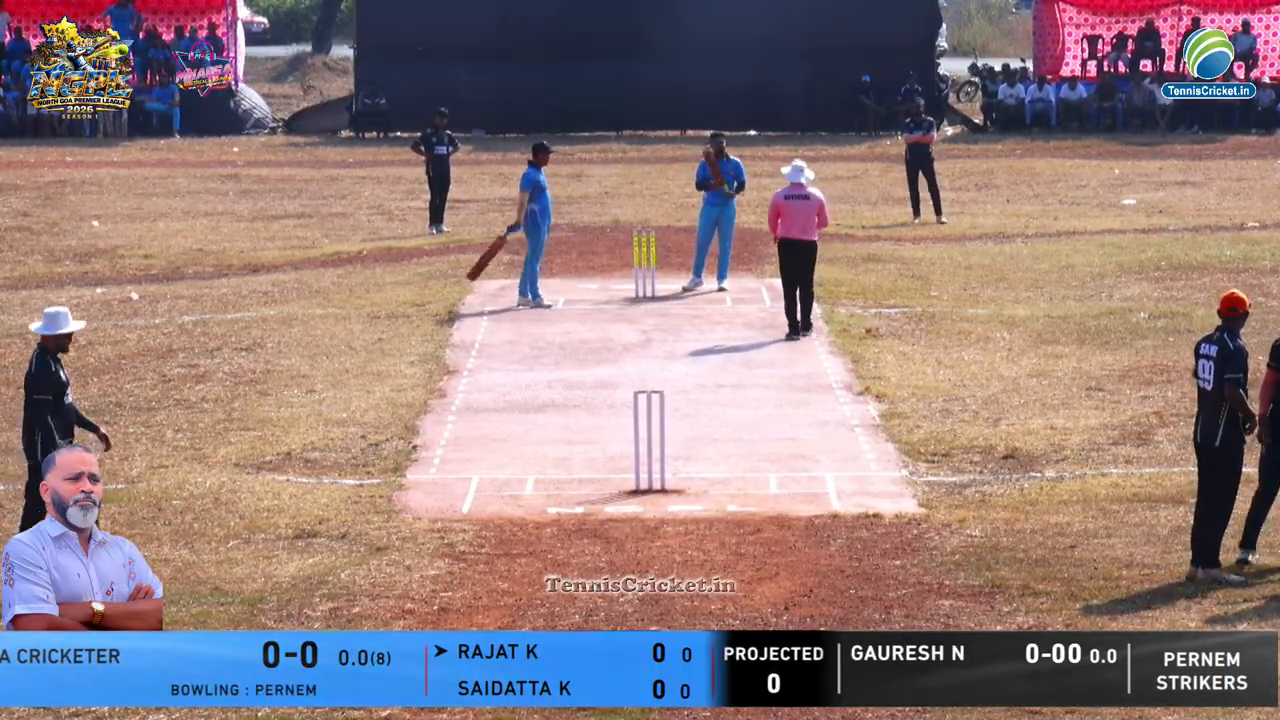 NGPL
NORTH GOA PREMIER LEAGUE
2026
SEASON 1
TennisCricket.in
OFFICIAL
SANI
99
TennisCricket.in
A CRICKETER
0-0
0.0(8)
BOWLING : PERNEM
RAJAT K 0 0
SAIDATTA K 0 0
PROJECTED
0
GAURESH N 0-00 0.0
PERNEM
STRIKERS